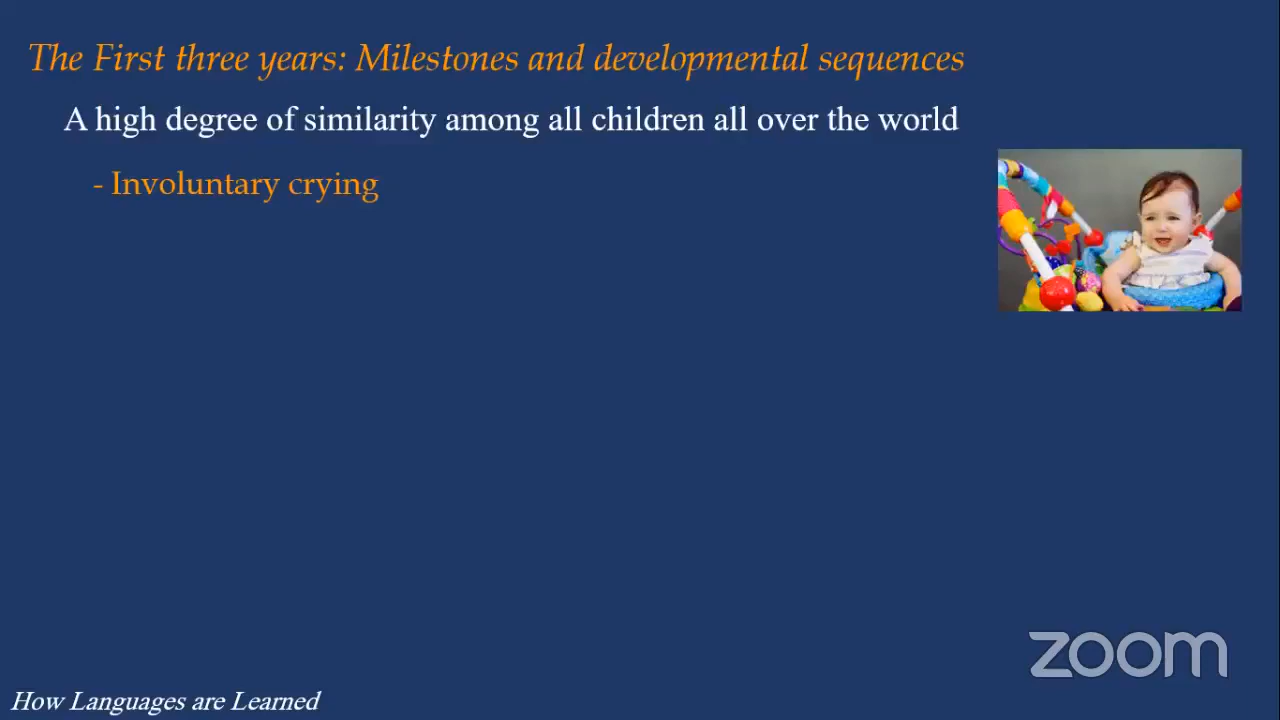 The First three years: Milestones and developmental sequences
A high degree of similarity among all children all over the world
- Involuntary crying
zoom
How Languages are Learned